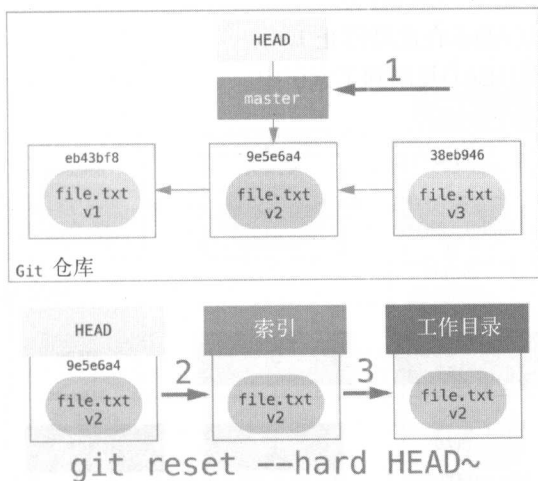 HEAD
1
master
eb43bf8
9e5e6a4
38eb946
file.txt
v1
file.txt
v2
file.txt
v3
Git 仓库
HEAD
索引
工作目录
9e5e6a4
2
3
file.txt
v2
file.txt
v2
file.txt
v2
git reset --hard HEAD~